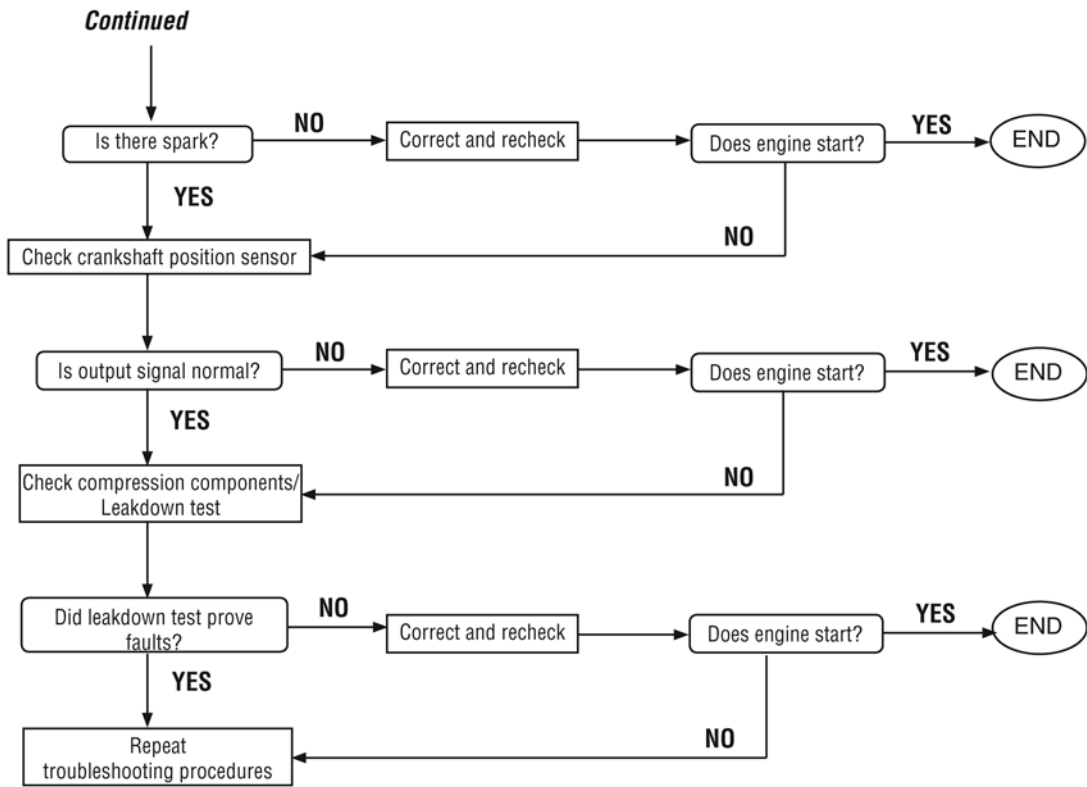 Continued
Is there spark?
NO
Correct and recheck
Does engine start?
YES
END
YES
NO
Check crankshaft position sensor
Is output signal normal?
NO
Correct and recheck
Does engine start?
YES
END
YES
NO
Check compression components/
Leakdown test
Did leakdown test prove
faults?
NO
Correct and recheck
Does engine start?
YES
END
YES
NO
Repeat
troubleshooting procedures